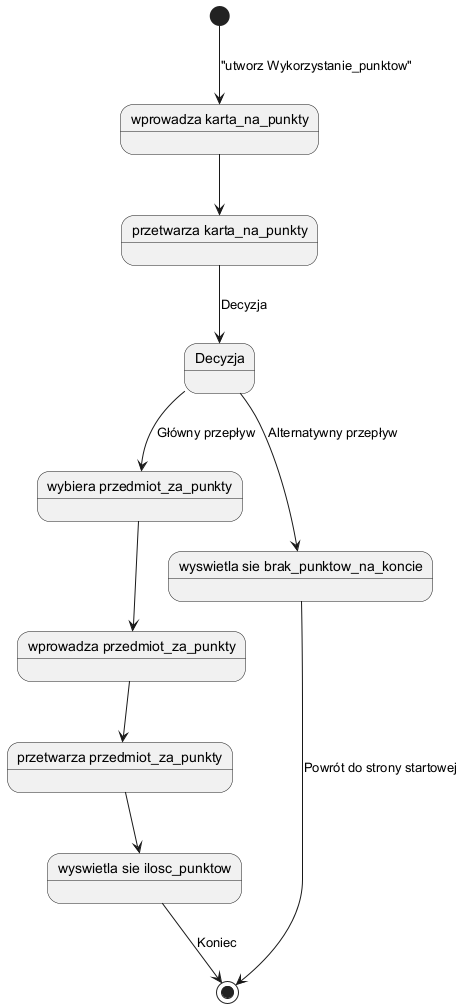 "utworz Wykorzystanie_punktow"
wprowadza karta_na_punkty
przetwarza karta_na_punkty
Decyzja
Decyzja
Główny przepływ
Alternatywny przepływ
wybiera przedmiot_za_punkty
wyswietla sie brak_punktow_na_koncie
wprowadza przedmiot_za_punkty
przetwarza przedmiot_za_punkty
Powrót do strony startowej
wyswietla sie ilosc_punktow
Koniec